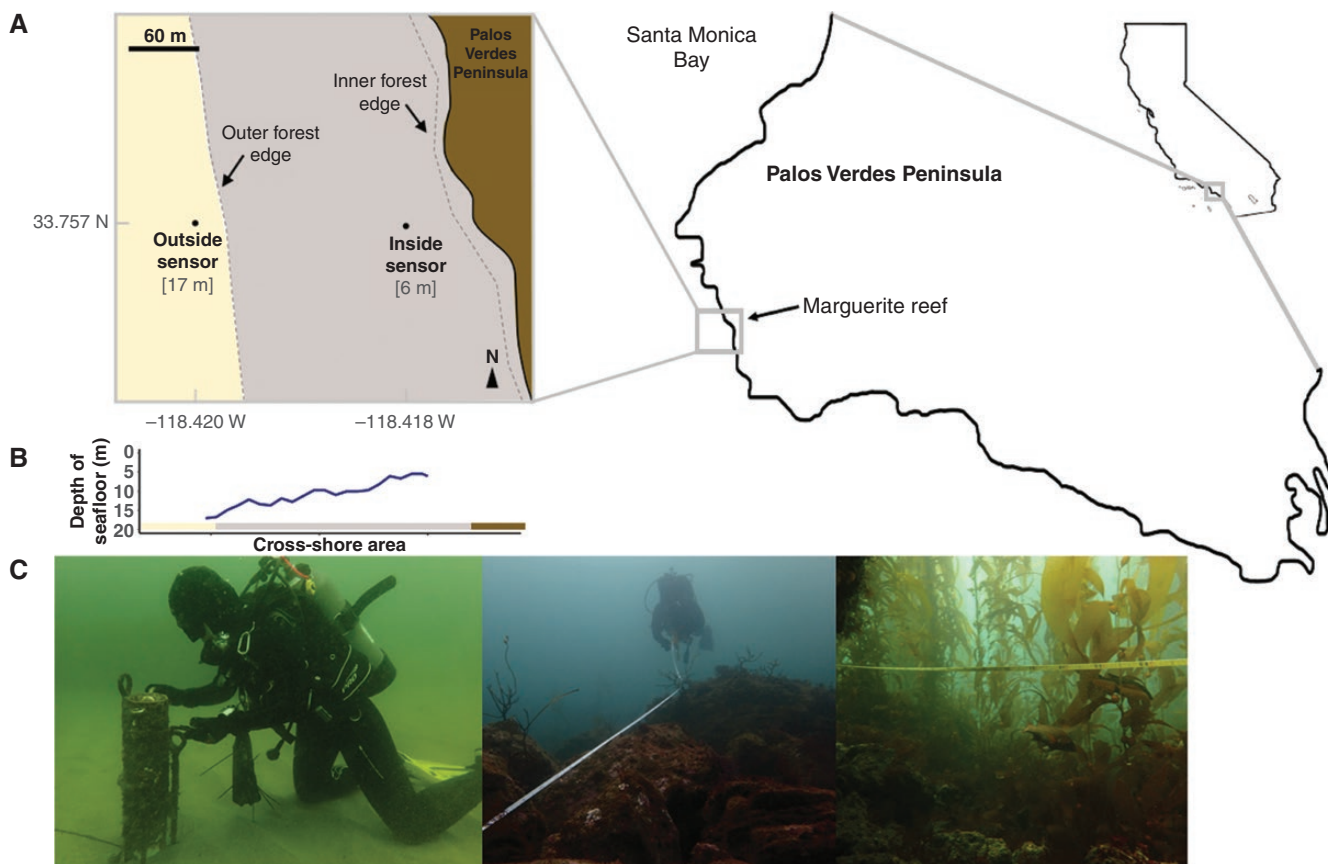 A
60 m
Palos
Verdes
Peninsula
Inner forest
edge
Outer forest
edge
33.757 N
Outside
sensor
[17 m]
Inside
sensor
[6 m]
N
–118.420 W
–118.418 W
Santa Monica
Bay
Palos Verdes Peninsula
Marguerite reef
B
Depth of
seafloor (m)
0
5
10
15
20
Cross-shore area
C